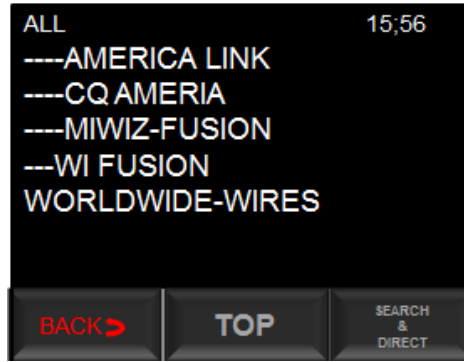 ALL 15;56
----AMERICA LINK
----CQ AMERIA
----MIWIZ-FUSION
---WI FUSION
WORLDWIDE-WIRES
BACK TOP SEARCH
&
DIRECT